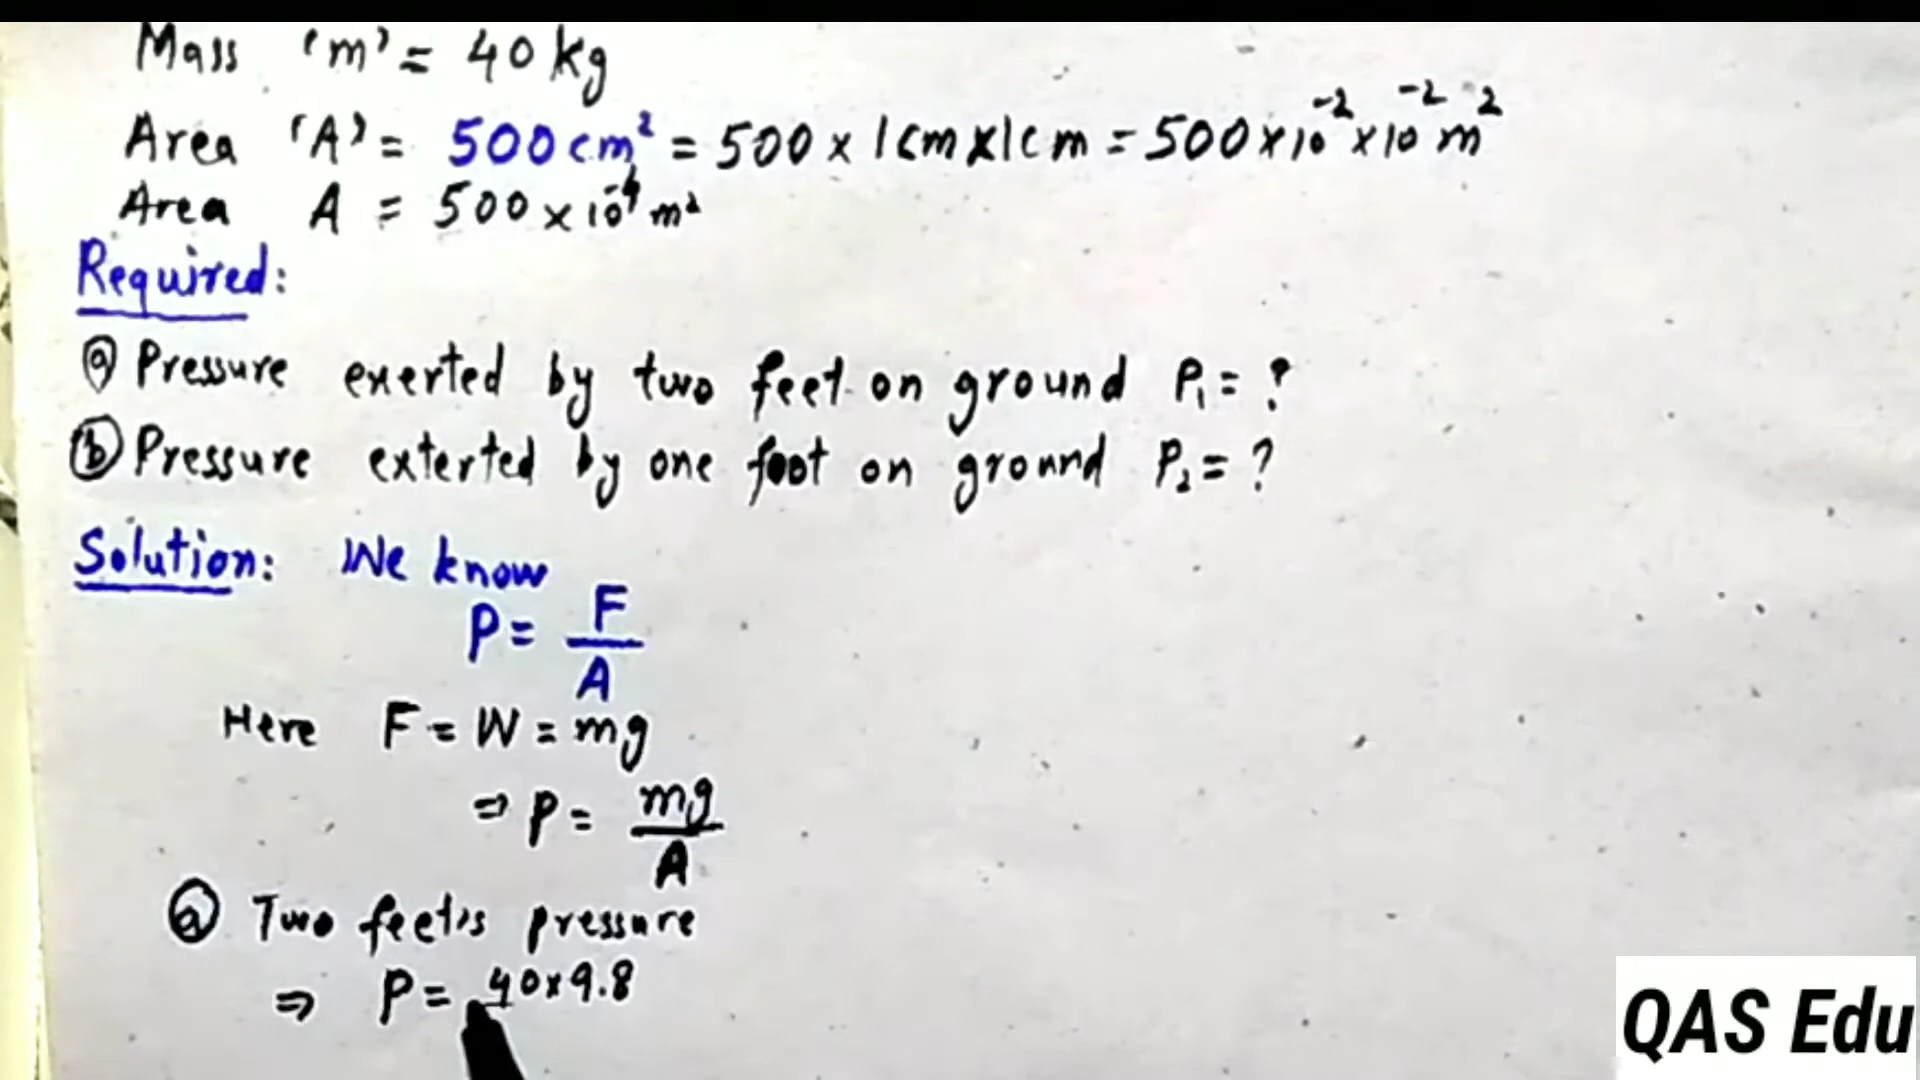 Mass 'm' = 40 kg
Area 'A' = 500 cm² = 500 × 1cm × 1cm = 500 × 10⁻² × 10⁻² m²
Area A = 500 × 10⁻⁴ m²
Required:
ⓐ Pressure exerted by two feet on ground P₁ = ?
ⓑ Pressure exterted by one foot on ground P₂ = ?
Solution: We know
P = F/A
Here F = W = mg
⇒ P = mg/A
ⓐ Two feet's pressure
⇒ P = 40×9.8
QAS Edu